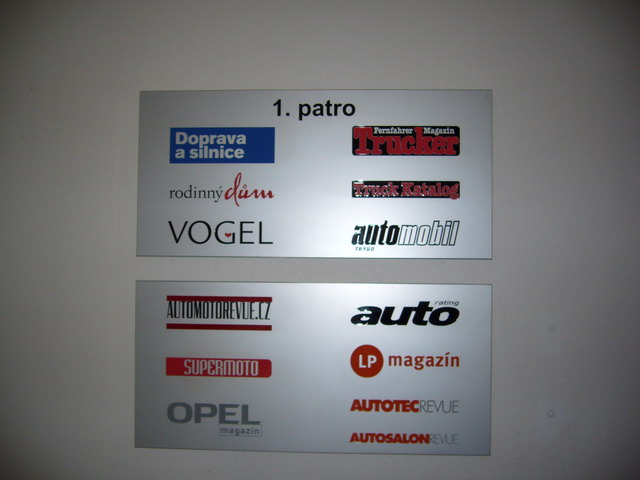 1. patro
Doprava
a silnice
Fernfahrer Magazin
Trucker
rodinný dům
Truck Katalog
VOGEL
automobil
revue
AUTOMOTOREVUE.CZ
rating
auto
SUPERMOTO
LP magazín
OPEL
magazín
AUTOTECREVUE
AUTOSALONREVUE